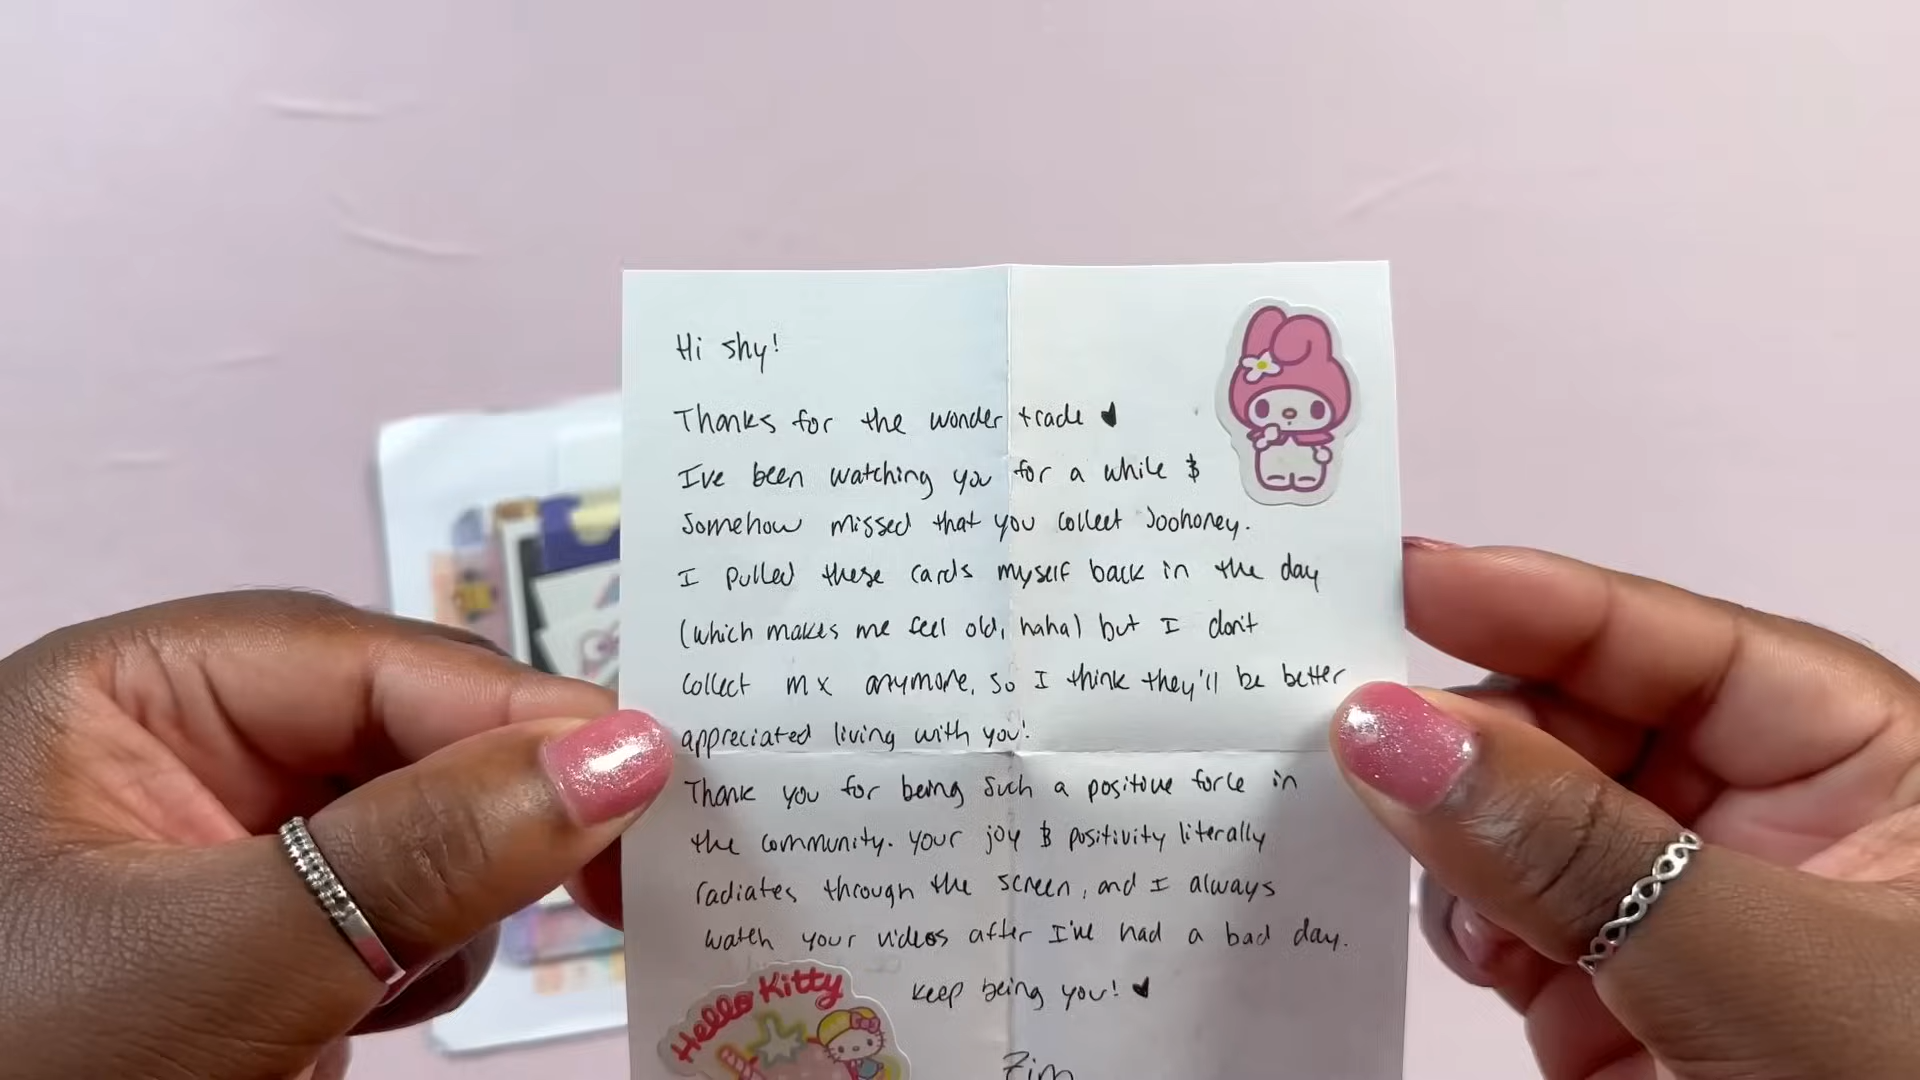 Hi shy!
Thanks for the wonder trade ♥
I've been watching you for a while &
somehow missed that you collect Joohoney.
I pulled these cards myself back in the day
(which makes me feel old, haha) but I don't
collect mx anymore, so I think they'll be better
appreciated living with you!
Thank you for being such a positive force in
the community. Your joy & positivity literally
radiates through the screen, and I always
watch your videos after I've had a bad day.
Keep being you! ♥
Hello Kitty